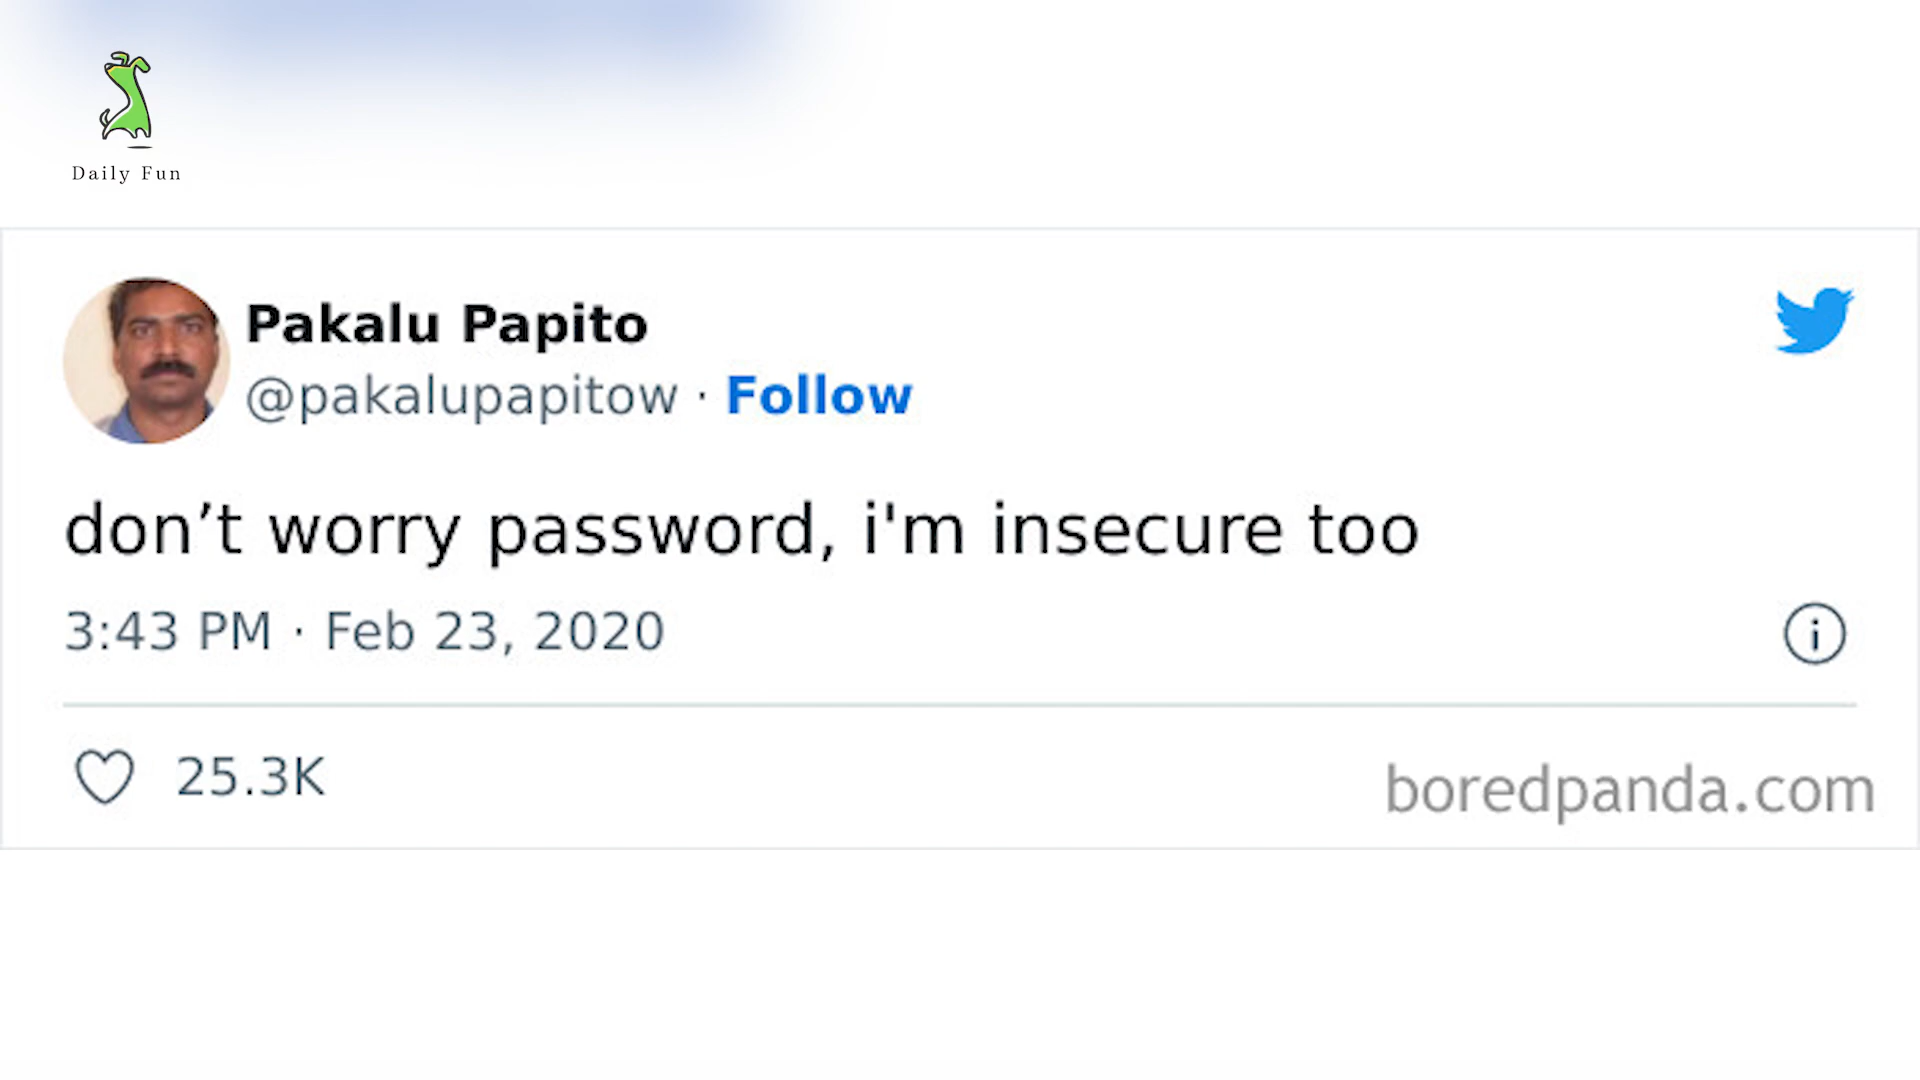 Daily Fun
Pakalu Papito
@pakalupapitow · Follow
don’t worry password, i'm insecure too
3:43 PM · Feb 23, 2020
25.3K
boredpanda.com